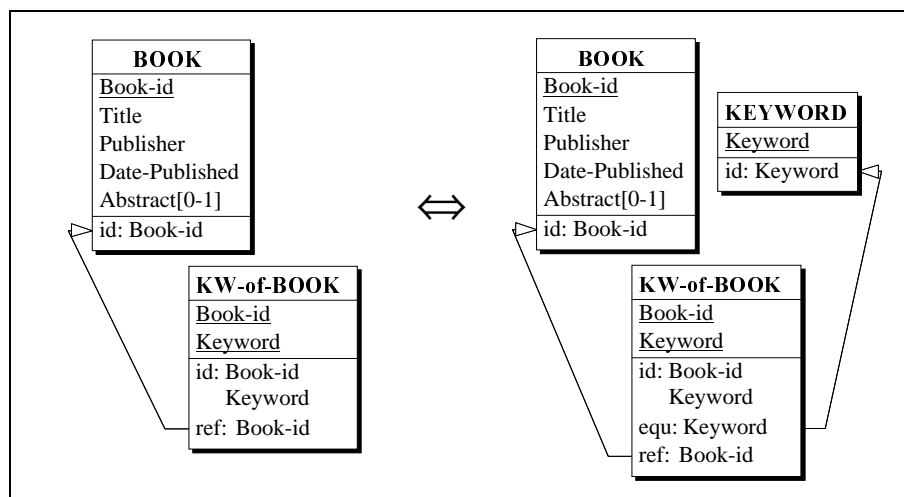 BOOK
Book-id
Title
Publisher
Date-Published
Abstract[0-1]
id: Book-id
KW-of-BOOK
Book-id
Keyword
id: Book-id
Keyword
ref: Book-id
⇔
BOOK
Book-id
Title
Publisher
Date-Published
Abstract[0-1]
id: Book-id
KEYWORD
Keyword
id: Keyword
KW-of-BOOK
Book-id
Keyword
id: Book-id
Keyword
equ: Keyword
ref: Book-id